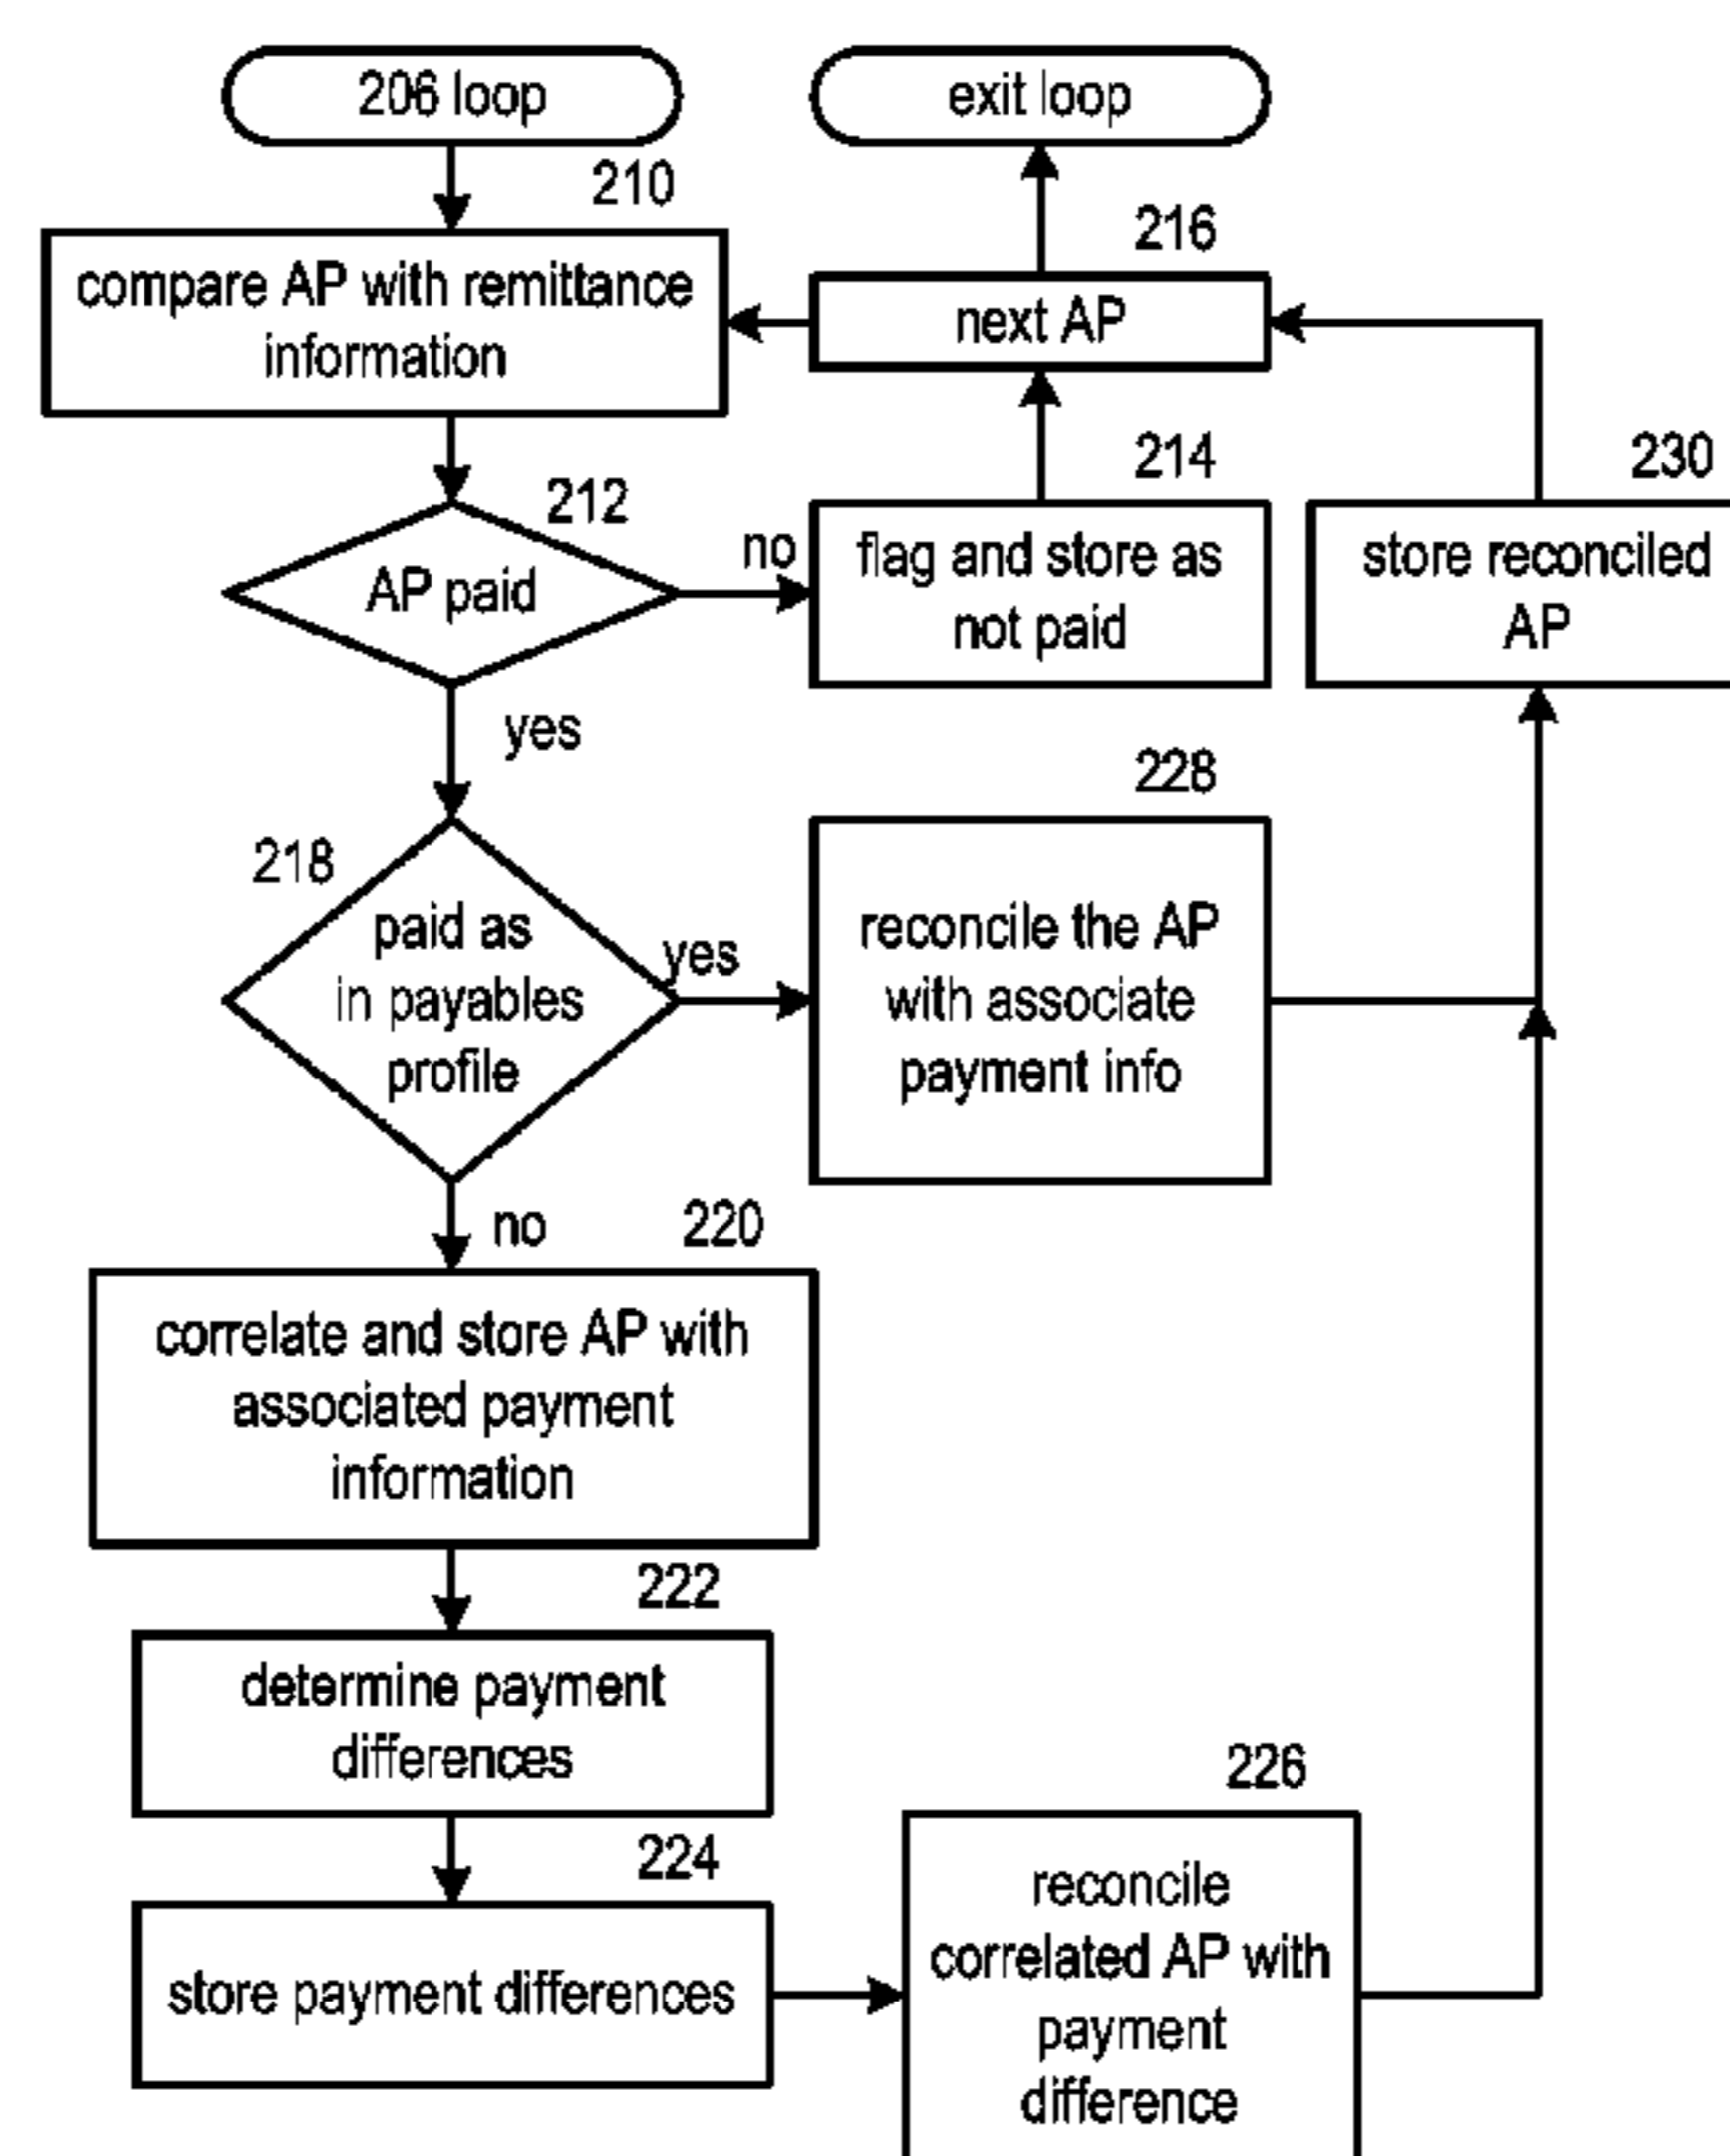 206 loop
exit loop
210
compare AP with remittance
information
216
next AP
212
AP paid
no
214
flag and store as
not paid
230
store reconciled
AP
yes
218
paid as
in payables
profile
yes
228
reconcile the AP
with associate
payment info
no
220
correlate and store AP with
associated payment
information
222
determine payment
differences
224
store payment differences
226
reconcile
correlated AP with
payment
difference